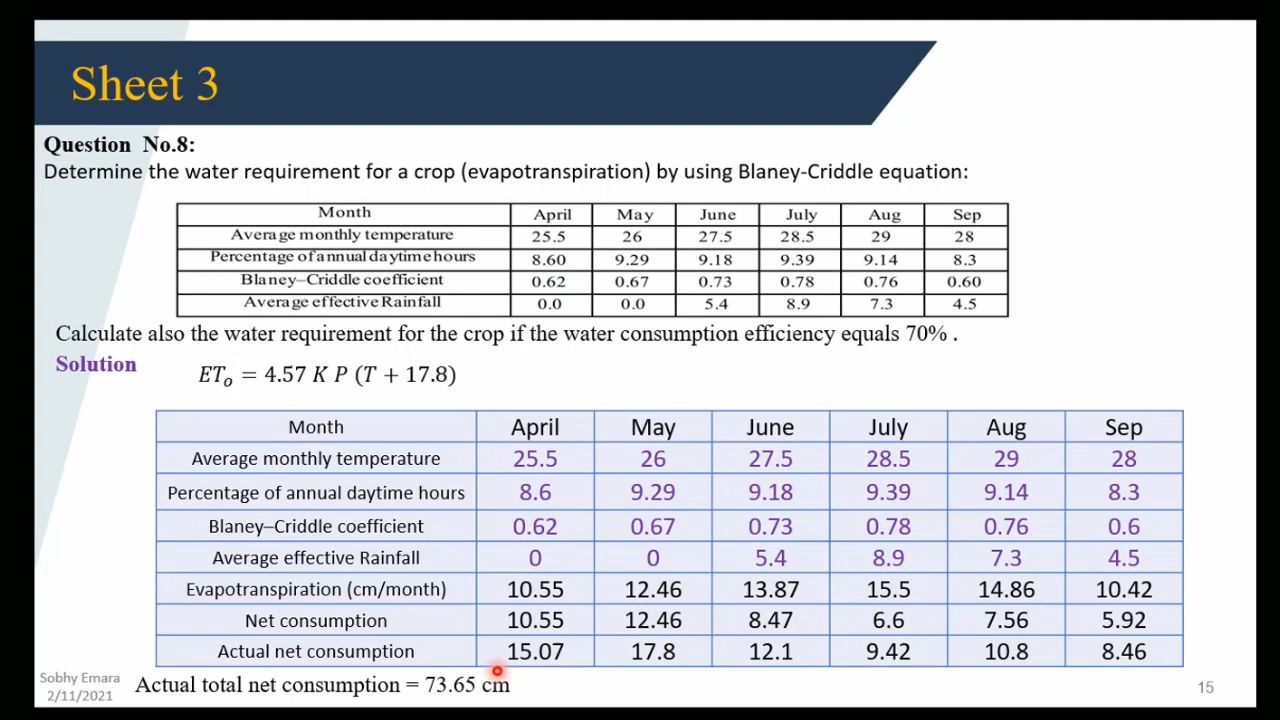 Sheet 3
Question No.8:
Determine the water requirement for a crop (evapotranspiration) by using Blaney-Criddle equation:
Month April May June July Aug Sep
Average monthly temperature 25.5 26 27.5 28.5 29 28
Percentage of annual daytime hours 8.60 9.29 9.18 9.39 9.14 8.3
Blaney–Criddle coefficient 0.62 0.67 0.73 0.78 0.76 0.60
Average effective Rainfall 0.0 0.0 5.4 8.9 7.3 4.5
Calculate also the water requirement for the crop if the water consumption efficiency equals 70% .
Solution
ETₒ = 4.57 K P (T + 17.8)
Month April May June July Aug Sep
Average monthly temperature 25.5 26 27.5 28.5 29 28
Percentage of annual daytime hours 8.6 9.29 9.18 9.39 9.14 8.3
Blaney–Criddle coefficient 0.62 0.67 0.73 0.78 0.76 0.6
Average effective Rainfall 0 0 5.4 8.9 7.3 4.5
Evapotranspiration (cm/month) 10.55 12.46 13.87 15.5 14.86 10.42
Net consumption 10.55 12.46 8.47 6.6 7.56 5.92
Actual net consumption 15.07 17.8 12.1 9.42 10.8 8.46
Actual total net consumption = 73.65 cm
Sobhy Emara
2/11/2021
15